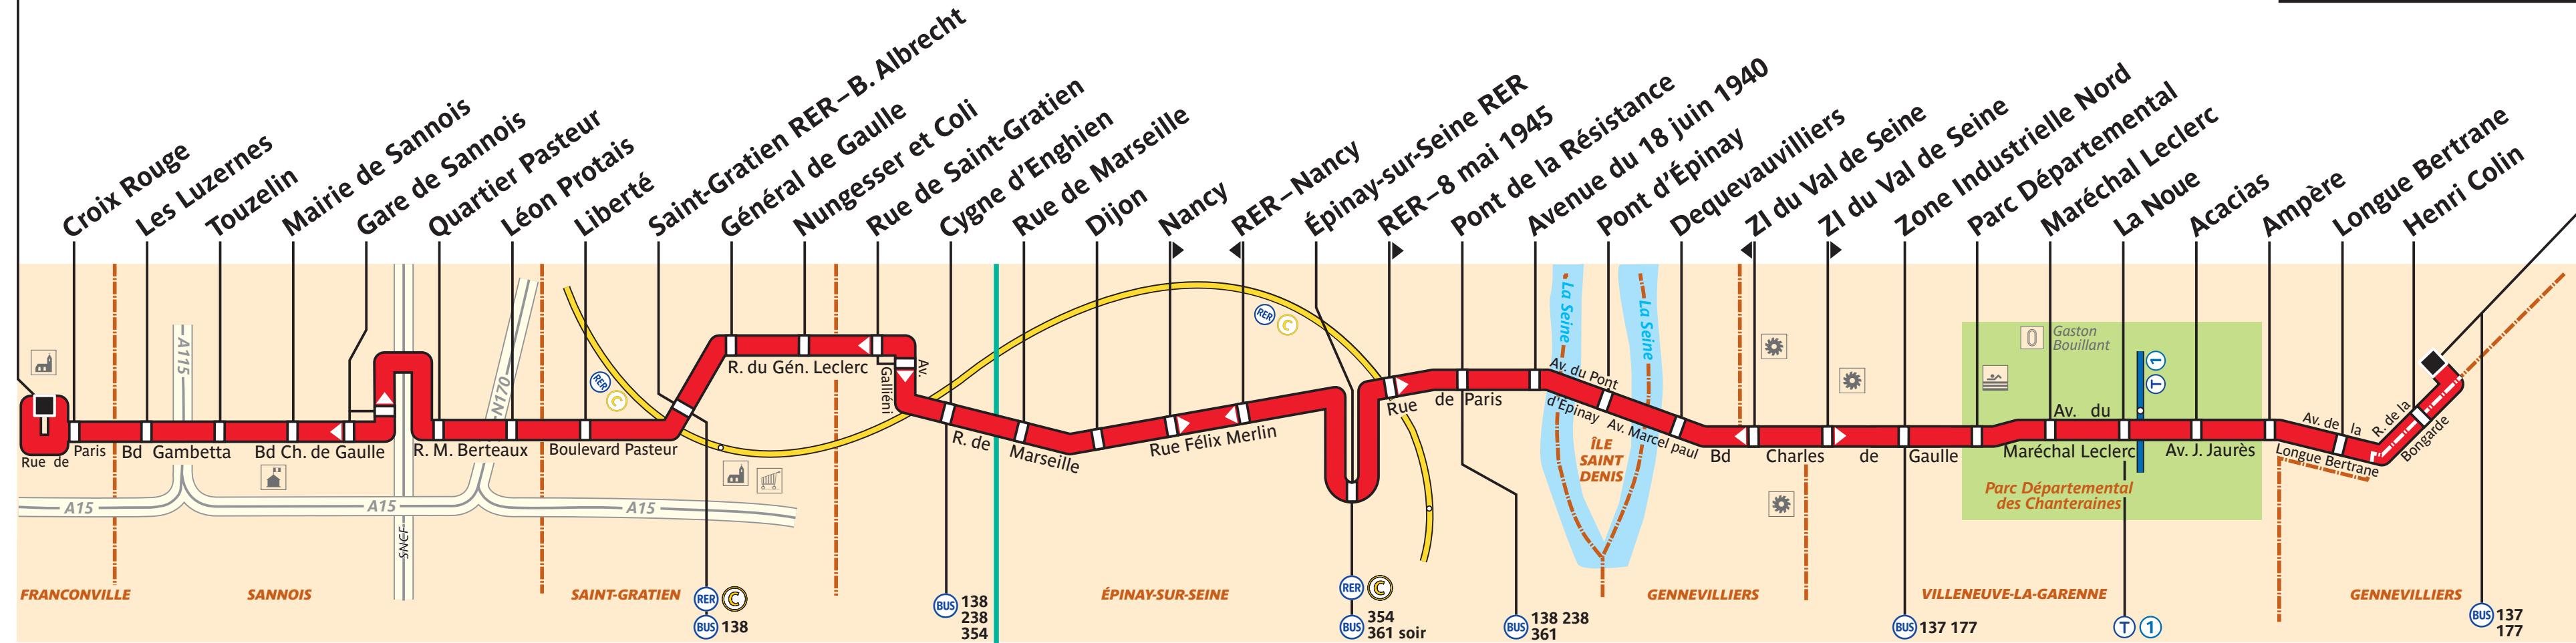 Croix Rouge
Les Luzernes
Touzelin
Mairie de Sannois
Gare de Sannois
Quartier Pasteur
Léon Protais
Liberté
Saint-Gratien RER–B. Albrecht
Général de Gaulle
Nungesser et Coli
Rue de Saint-Gratien
Cygne d'Enghien
Rue de Marseille
Dijon
Nancy
RER–Nancy
Épinay-sur-Seine RER
RER–8 mai 1945
Pont de la Résistance
Avenue du 18 juin 1940
Pont d'Épinay
Dequevauvilliers
ZI du Val de Seine
ZI du Val de Seine
Zone Industrielle Nord
Parc Départemental
Maréchal Leclerc
La Noue
Acacias
Ampère
Longue Bertrane
Henri Colin
A115
N170
RER C
RER C
La Seine
La Seine
Gaston
Bouillant
1
T
Rue de Paris
Bd Gambetta
Bd Ch. de Gaulle
R. M. Berteaux
Boulevard Pasteur
R. du Gén. Leclerc
Av.
Galliéni
R. de Marseille
Rue Félix Merlin
Rue de Paris
Av. du Pont
d'Épinay
Av. Marcel paul
Bd Charles de Gaulle
Av. du
Maréchal Leclerc
Av. J. Jaurès
Av. de la
Longue Bertrane
R. de la
Bongarde
ÎLE
SAINT
DENIS
Parc Départemental
des Chanteraines
A15
A15
A15
SNCF
FRANCONVILLE
SANNOIS
SAINT-GRATIEN
ÉPINAY-SUR-SEINE
GENNEVILLIERS
VILLENEUVE-LA-GARENNE
GENNEVILLIERS
RER C
BUS 138
BUS 138
238
354
RER C
BUS 354
361 soir
BUS 138 238
361
BUS 137 177
T 1
BUS 137
177